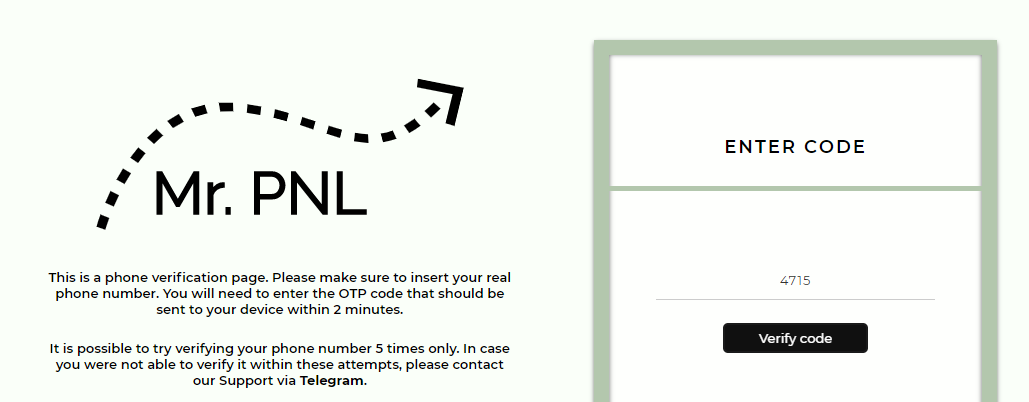 Mr. PNL
This is a phone verification page. Please make sure to insert your real
phone number. You will need to enter the OTP code that should be
sent to your device within 2 minutes.
It is possible to try verifying your phone number 5 times only. In case
you were not able to verify it within these attempts, please contact
our Support via Telegram.
ENTER CODE
4715
Verify code